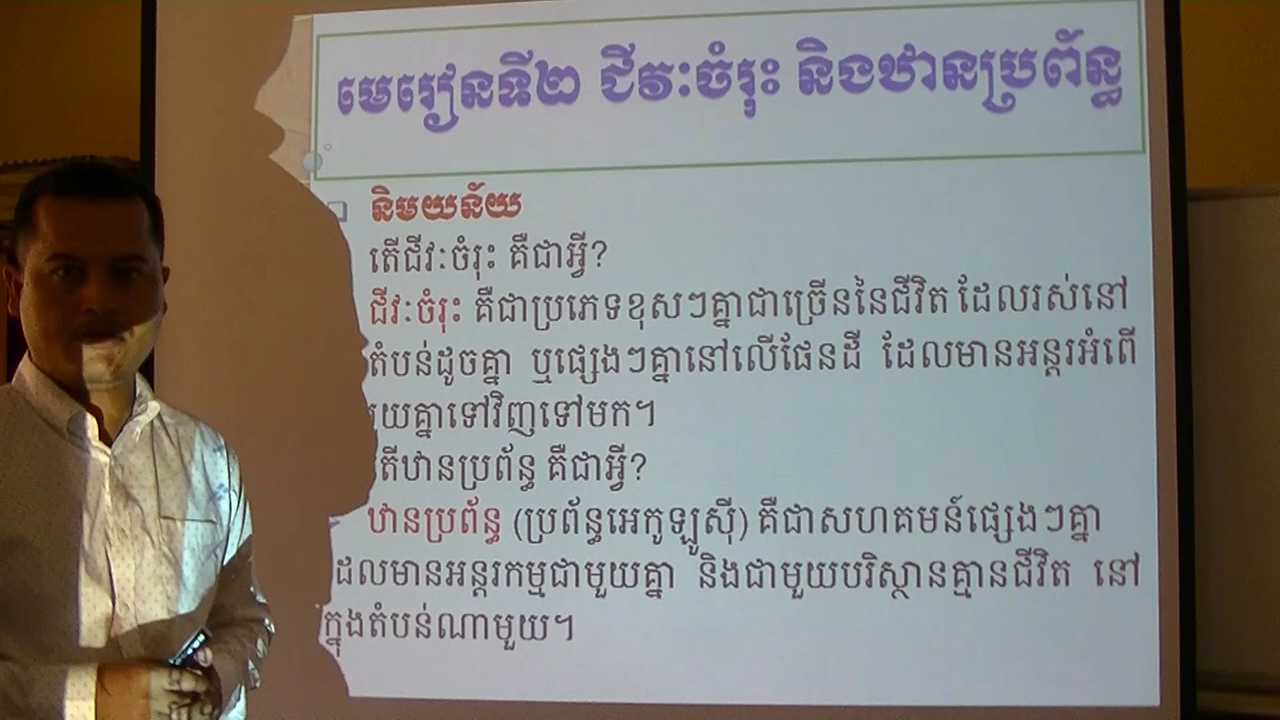 មេរៀនទី២ ជីវៈចំរុះ និងឋានប្រព័ន្ធ
និមយន័យ
តើជីវៈចំរុះ គឺជាអ្វី?
ជីវៈចំរុះ គឺជាប្រភេទខុសៗគ្នាជាច្រើននៃជីវិត ដែលរស់នៅ
តំបន់ដូចគ្នា ឬផ្សេងៗគ្នានៅលើផែនដី ដែលមានអន្តរអំពើ
មួយគ្នាទៅវិញទៅមក។
តើឋានប្រព័ន្ធ គឺជាអ្វី?
ឋានប្រព័ន្ធ (ប្រព័ន្ធអេកូឡូស៊ី) គឺជាសហគមន៍ផ្សេងៗគ្នា
ដែលមានអន្តរកម្មជាមួយគ្នា និងជាមួយបរិស្ថានគ្មានជីវិត នៅ
ក្នុងតំបន់ណាមួយ។